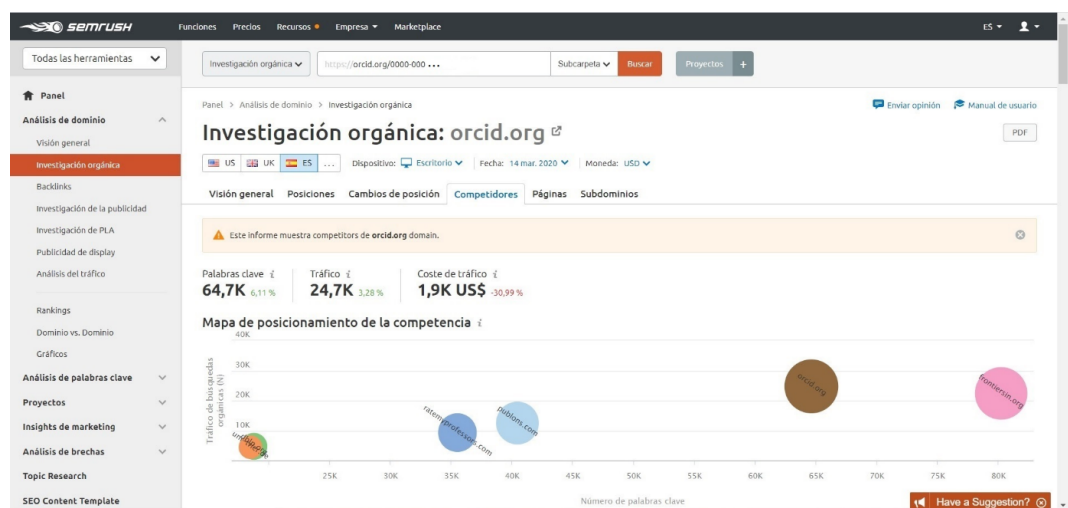 semrush Funciones Precios Recursos Empresa Marketplace ES
Todas las herramientas
Investigación orgánica https://orcid.org/0000-000 ... Subcarpeta Buscar Proyectos +
Panel
Panel > Análisis de dominio > Investigación orgánica Enviar opinión Manual de usuario
Análisis de dominio
Investigación orgánica: orcid.org PDF
Visión general
Investigación orgánica
US UK ES ... Dispositivo: Escritorio Fecha: 14 mar. 2020 Moneda: USD
Backlinks
Visión general Posiciones Cambios de posición Competidores Páginas Subdominios
Investigación de la publicidad
Investigación de PLA
Este informe muestra competitors de orcid.org domain.
Publicidad de display
Análisis del tráfico
Palabras clave i Tráfico i Coste de tráfico i
64,7K 6,11 % 24,7K 3,28 % 1,9K US$ -30,99 %
Rankings
Mapa de posicionamiento de la competencia i
Dominio vs. Dominio
Gráficos
Análisis de palabras clave
Proyectos
Insights de marketing
Análisis de brechas
Topic Research
SEO Content Template
Tráfico de búsquedas
orgánicas (N)
40K
30K
20K
10K
ratemyprofessors.com
publons.com
orcid.org
frontiersin.org
25K 30K 35K 40K 45K 50K 55K 60K 65K 70K 75K 80K
Número de palabras clave
Have a Suggestion?